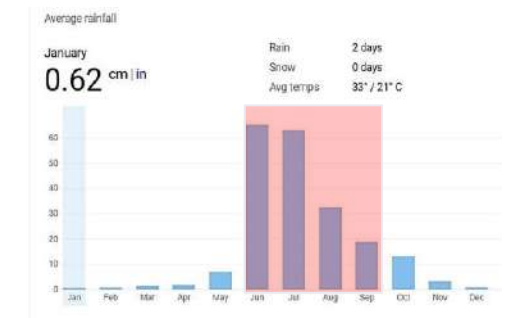 Average rainfall
January
0.62 cm | in
Rain 2 days
Snow 0 days
Avg temps 33° / 21° C
60
50
40
30
20
10
0
Jan Feb Mar Apr May Jun Jul Aug Sep Oct Nov Dec